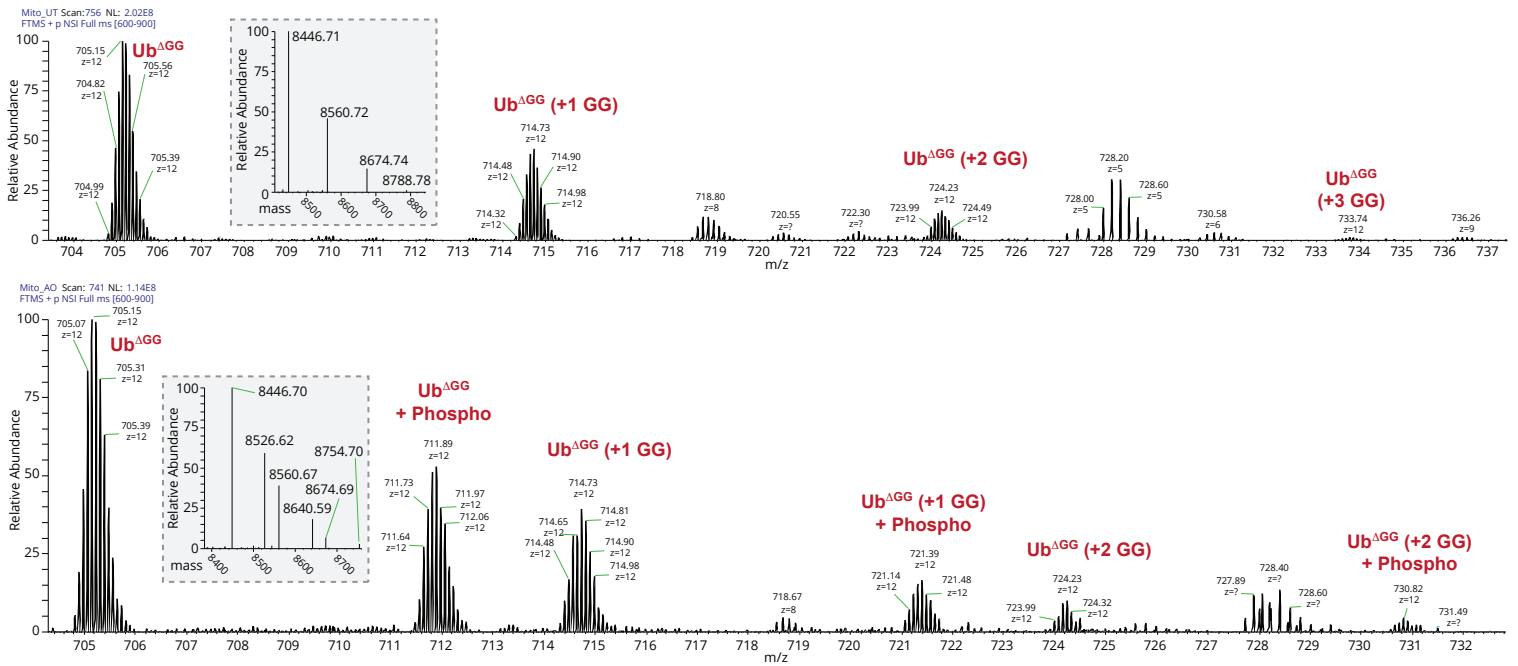 Mito_UT Scan:756 NL: 2.02E8
FTMS + p NSI Full ms [600-900]
Relative Abundance
100
75
50
25
0
705.15
z=12
Ub^ΔGG
705.56
z=12
704.82
z=12
705.39
z=12
704.99
z=12
Relative Abundance
100
75
50
25
0
8446.71
8560.72
8674.74
8788.78
mass
8500
8600
8700
8800
Ub^ΔGG (+1 GG)
714.73
z=12
714.48
z=12
714.90
z=12
714.98
z=12
714.32
z=12
718.80
z=8
720.55
z=?
722.30
z=?
Ub^ΔGG (+2 GG)
724.23
z=12
723.99
z=12
724.49
z=12
728.20
z=5
728.00
z=5
728.60
z=5
730.58
z=6
Ub^ΔGG
(+3 GG)
733.74
z=12
736.26
z=9
704 705 706 707 708 709 710 711 712 713 714 715 716 717 718 719 720 721 722 723 724 725 726 727 728 729 730 731 732 733 734 735 736 737
m/z
Mito_AO Scan: 741 NL: 1.14E8
FTMS + p NSI Full ms [600-900]
Relative Abundance
100
75
50
25
0
705.15
z=12
705.07
z=12
Ub^ΔGG
705.31
z=12
705.39
z=12
Relative Abundance
100
75
50
25
0
8446.70
8526.62
8754.70
8560.67
8674.69
8640.59
mass
8400
8500
8600
8700
Ub^ΔGG
+ Phospho
711.89
z=12
711.73
z=12
711.97
z=12
712.06
z=12
711.64
z=12
Ub^ΔGG (+1 GG)
714.73
z=12
714.65
z=12
714.81
z=12
714.48
z=12
714.90
z=12
714.98
z=12
718.67
z=8
Ub^ΔGG (+1 GG)
+ Phospho
721.39
z=12
721.14
z=12
721.48
z=12
Ub^ΔGG (+2 GG)
724.23
z=12
723.99
z=12
724.32
z=12
727.89
z=?
728.40
z=?
728.60
z=?
Ub^ΔGG (+2 GG)
+ Phospho
730.82
z=12
731.49
z=?
705 706 707 708 709 710 711 712 713 714 715 716 717 718 719 720 721 722 723 724 725 726 727 728 729 730 731 732
m/z